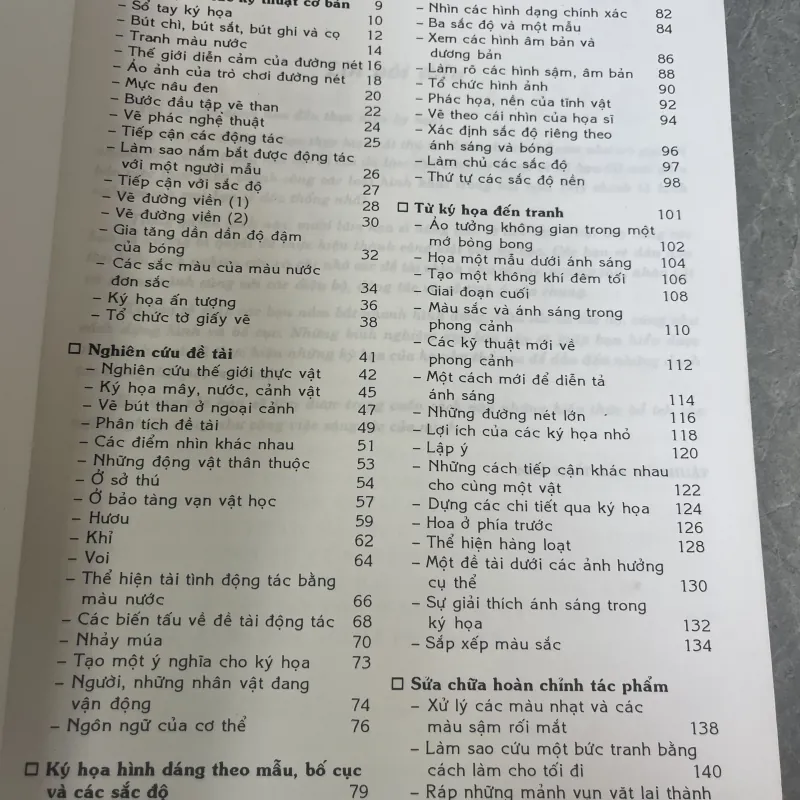 kỹ thuật cơ bản 9
– Sổ tay ký họa 10
– Bút chì, bút sắt, bút ghi và cọ 12
– Tranh màu nước 14
– Thế giới diễn cảm của đường nét 16
– Ảo ảnh của trò chơi đường nét 18
– Mực nâu đen 20
– Bước đầu tập vẽ than 22
– Vẽ phác nghệ thuật 24
– Tiếp cận các động tác 25
– Làm sao nắm bắt được động tác
với một người mẫu 26
– Tiếp cận với sắc độ 27
– Vẽ đường viền (1) 28
– Vẽ đường viền (2) 30
– Gia tăng dần dần độ đậm
của bóng 32
– Các sắc màu của màu nước
đơn sắc 34
– Ký họa ấn tượng 36
– Tổ chức tờ giấy vẽ 38
☐ Nghiên cứu đề tài 41
– Nghiên cứu thế giới thực vật 42
– Ký họa mây, nước, cảnh vật 45
– Vẽ bút than ở ngoại cảnh 47
– Phân tích đề tài 49
– Các điểm nhìn khác nhau 51
– Những động vật thân thuộc 53
– Ở sở thú 54
– Ở bảo tàng vạn vật học 57
– Hươu 59
– Khỉ 62
– Voi 64
– Thể hiện tài tình động tác bằng
màu nước 66
– Các biến tấu về đề tài động tác 68
– Nhảy múa 70
– Tạo một ý nghĩa cho ký họa 73
– Người, những nhân vật đang
vận động 74
– Ngôn ngữ của cơ thể 76
☐ Ký họa hình dáng theo mẫu, bố cục
và các sắc độ 79
– Nhìn các hình dạng chính xác 82
– Ba sắc độ và một mẫu 84
– Xem các hình âm bản và
dương bản 86
– Làm rõ các hình sậm, âm bản 88
– Tổ chức hình ảnh 90
– Phác họa, nền của tĩnh vật 92
– Vẽ theo cái nhìn của họa sĩ 94
– Xác định sắc độ riêng theo
ánh sáng và bóng 96
– Làm chủ các sắc độ 97
– Thứ tự các sắc độ nền 98
☐ Từ ký họa đến tranh 101
– Ảo tưởng không gian trong một
mớ bòng bong 102
– Họa một mẫu dưới ánh sáng 104
– Tạo một không khí đêm tối 106
– Giai đoạn cuối 108
– Màu sắc và ánh sáng trong
phong cảnh 110
– Các kỹ thuật mới về
phong cảnh 112
– Một cách mới để diễn tả
ánh sáng 114
– Những đường nét lớn 116
– Lợi ích của các ký họa nhỏ 118
– Lập ý 120
– Những cách tiếp cận khác nhau
cho cùng một vật 122
– Dựng các chi tiết qua ký họa 124
– Hoa ở phía trước 126
– Thể hiện hàng loạt 128
– Một đề tài dưới các ảnh hưởng
cụ thể 130
– Sự giải thích ánh sáng trong
ký họa 132
– Sắp xếp màu sắc 134
☐ Sửa chữa hoàn chỉnh tác phẩm
– Xử lý các màu nhạt và các
màu sậm rối mắt 138
– Làm sao cứu một bức tranh bằng
cách làm cho tối đi 140
– Ráp những mảnh vụn vặt lại thành